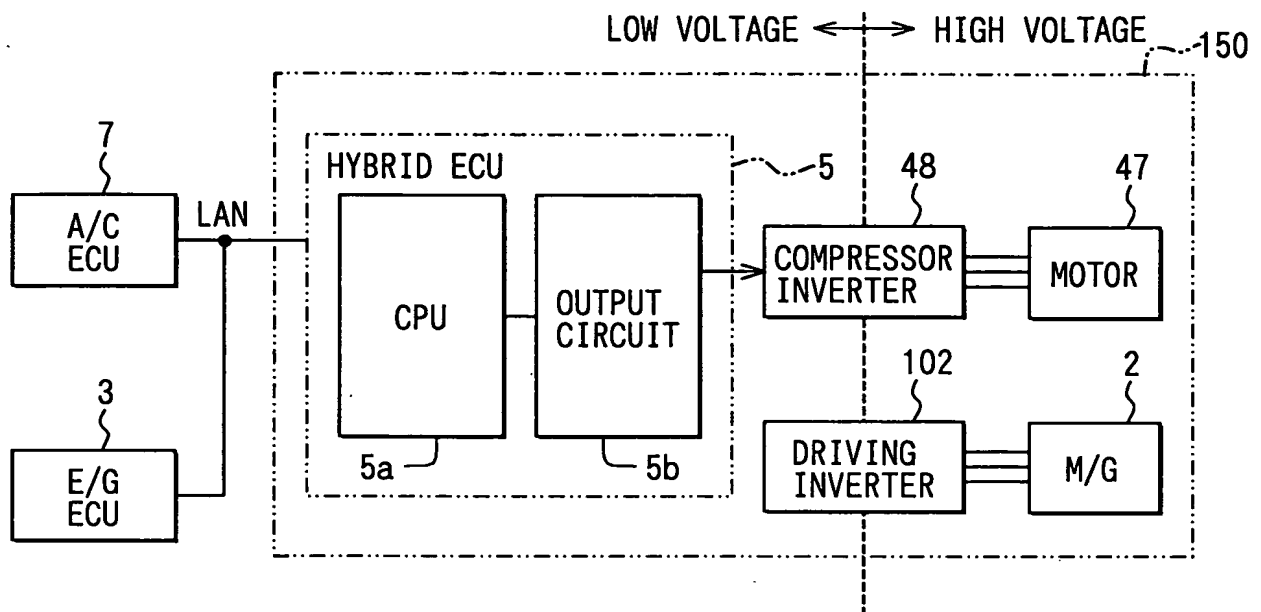 LOW VOLTAGE
HIGH VOLTAGE
150
7
A/C
ECU
LAN
HYBRID ECU
5
CPU
5a
OUTPUT
CIRCUIT
5b
48
COMPRESSOR
INVERTER
47
MOTOR
3
E/G
ECU
102
DRIVING
INVERTER
2
M/G